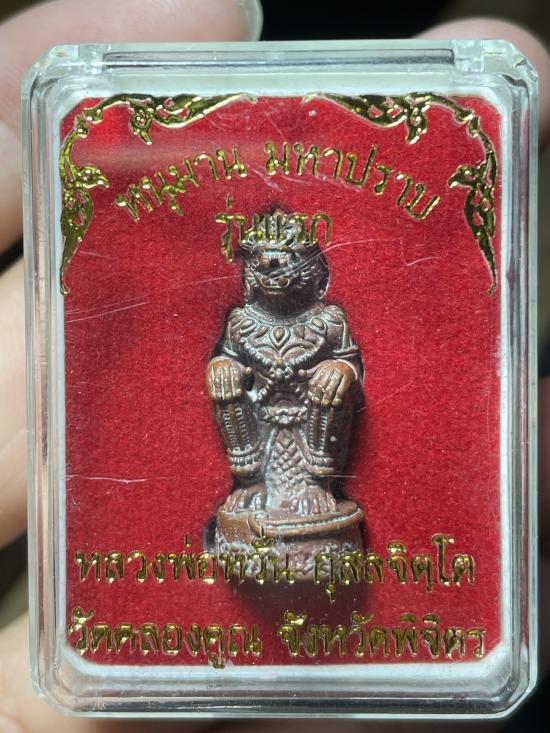 หนุมาน มหาปราบ
รุ่นแรก
หลวงพ่อหวั่น กุสลจิตฺโต
วัดคลองคูณ จังหวัดพิจิตร